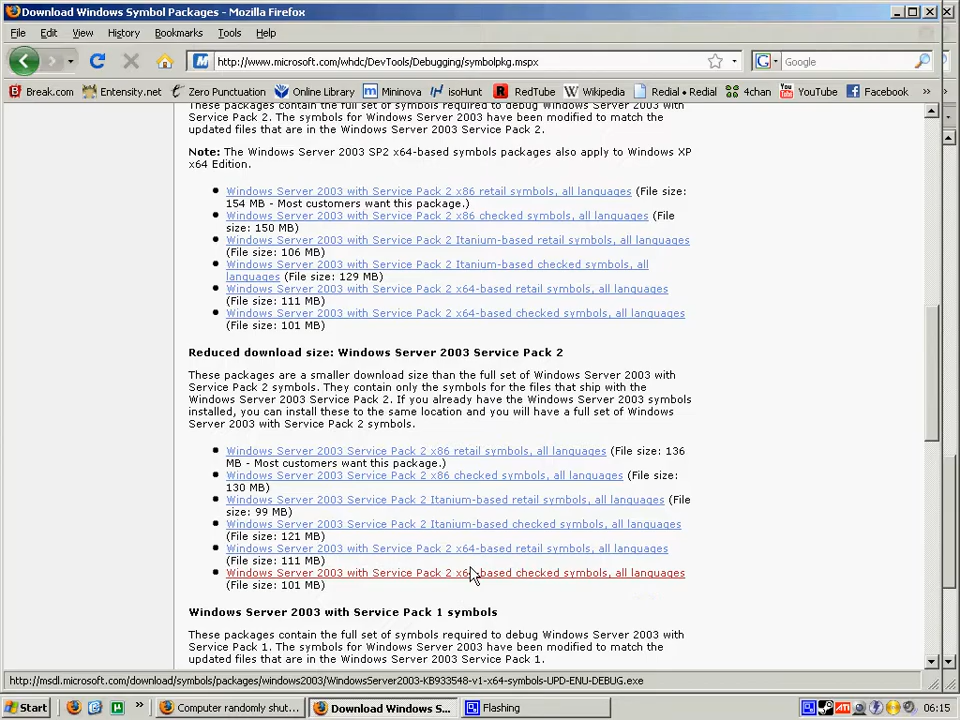 Download Windows Symbol Packages - Mozilla Firefox
File Edit View History Bookmarks Tools Help
http://www.microsoft.com/whdc/DevTools/Debugging/symbolpkg.mspx
Google
Break.com Entensity.net Zero Punctuation Online Library Mininova isoHunt RedTube Wikipedia Redial • Redial 4chan YouTube Facebook »
These packages contain the full set of symbols required to debug Windows Server 2003 with
Service Pack 2. The symbols for Windows Server 2003 have been modified to match the
updated files that are in the Windows Server 2003 Service Pack 2.
Note: The Windows Server 2003 SP2 x64-based symbols packages also apply to Windows XP
x64 Edition.
Windows Server 2003 with Service Pack 2 x86 retail symbols, all languages (File size:
154 MB - Most customers want this package.)
Windows Server 2003 with Service Pack 2 x86 checked symbols, all languages (File
size: 150 MB)
Windows Server 2003 with Service Pack 2 Itanium-based retail symbols, all languages
(File size: 106 MB)
Windows Server 2003 with Service Pack 2 Itanium-based checked symbols, all
languages (File size: 129 MB)
Windows Server 2003 with Service Pack 2 x64-based retail symbols, all languages
(File size: 111 MB)
Windows Server 2003 with Service Pack 2 x64-based checked symbols, all languages
(File size: 101 MB)
Reduced download size: Windows Server 2003 Service Pack 2
These packages are a smaller download size than the full set of Windows Server 2003 with
Service Pack 2 symbols. They contain only the symbols for the files that ship with the
Windows Server 2003 Service Pack 2. If you already have the Windows Server 2003 symbols
installed, you can install these to the same location and you will have a full set of Windows
Server 2003 with Service Pack 2 symbols.
Windows Server 2003 Service Pack 2 x86 retail symbols, all languages (File size: 136
MB - Most customers want this package.)
Windows Server 2003 Service Pack 2 x86 checked symbols, all languages (File size:
130 MB)
Windows Server 2003 Service Pack 2 Itanium-based retail symbols, all languages (File
size: 99 MB)
Windows Server 2003 Service Pack 2 Itanium-based checked symbols, all languages
(File size: 121 MB)
Windows Server 2003 with Service Pack 2 x64-based retail symbols, all languages
(File size: 111 MB)
Windows Server 2003 with Service Pack 2 x64-based checked symbols, all languages
(File size: 101 MB)
Windows Server 2003 with Service Pack 1 symbols
These packages contain the full set of symbols required to debug Windows Server 2003 with
Service Pack 1. The symbols for Windows Server 2003 have been modified to match the
updated files that are in the Windows Server 2003 Service Pack 1.
http://msdl.microsoft.com/download/symbols/packages/windows2003/WindowsServer2003-KB933548-v1-x64-symbols-UPD-ENU-DEBUG.exe
Start » Computer randomly shut... Download Windows S... Flashing 06:15